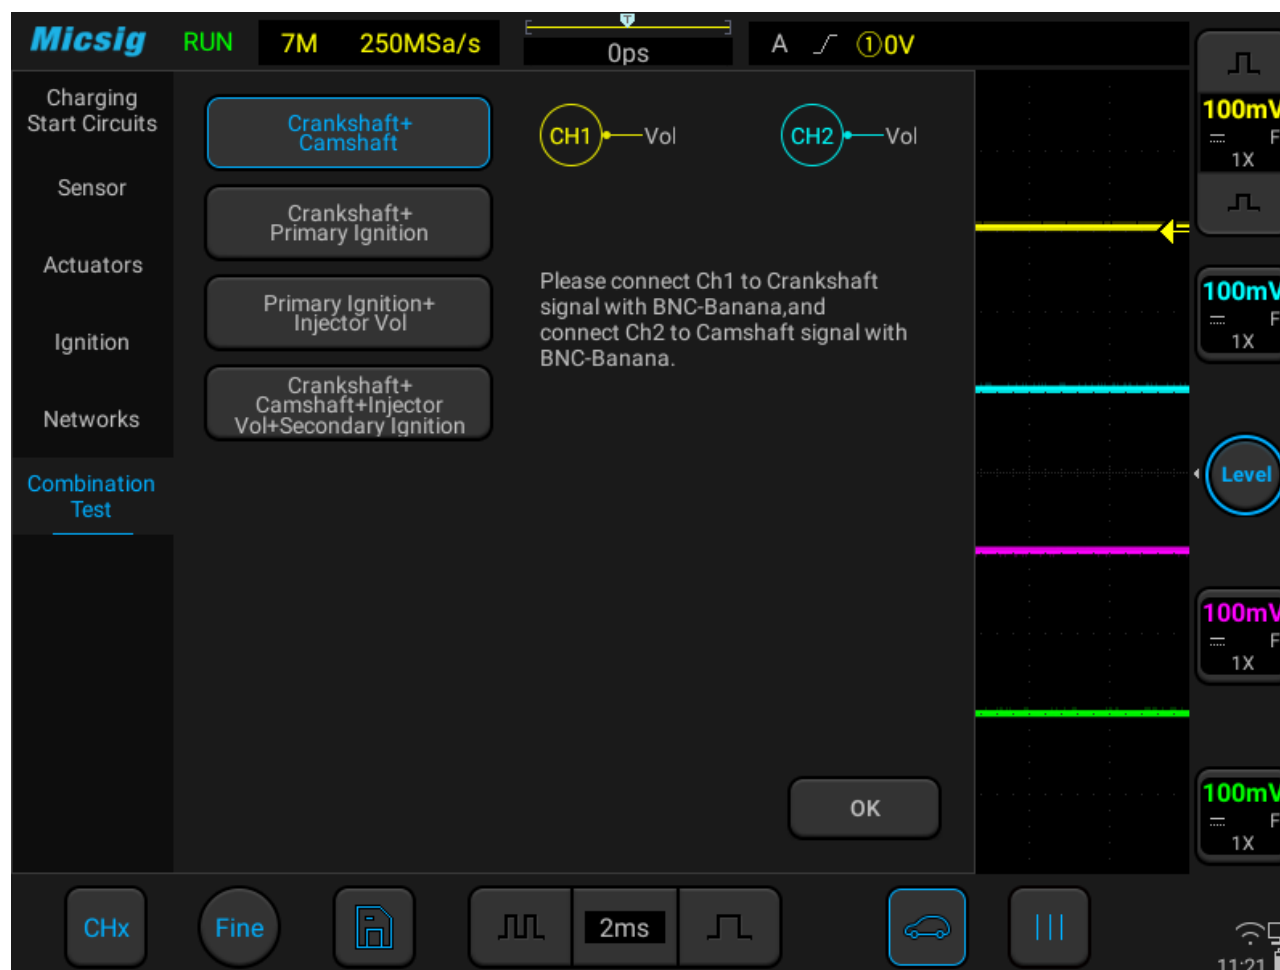 Micsig RUN 7M 250MSa/s T 0ps A ①0V
Charging
Start Circuits
Sensor
Actuators
Ignition
Networks
Combination
Test
Crankshaft+
Camshaft
Crankshaft+
Primary Ignition
Primary Ignition+
Injector Vol
Crankshaft+
Camshaft+Injector
Vol+Secondary Ignition
CH1 Vol
CH2 Vol
Please connect Ch1 to Crankshaft
signal with BNC-Banana,and
connect Ch2 to Camshaft signal with
BNC-Banana.
OK
100mV
F
1X
100mV
F
1X
Level
100mV
F
1X
100mV
F
1X
CHx
Fine
2ms
11:21